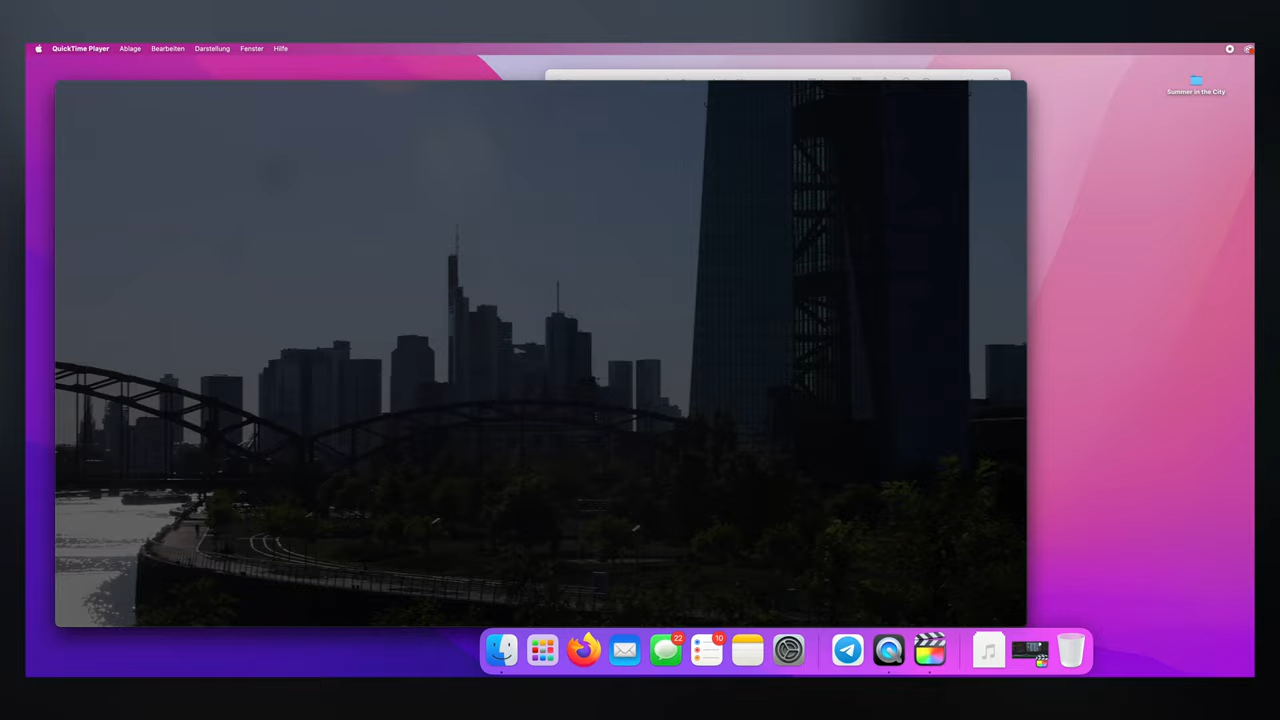 QuickTime Player Ablage Bearbeiten Darstellung Fenster Hilfe
Summer in the City
22
10